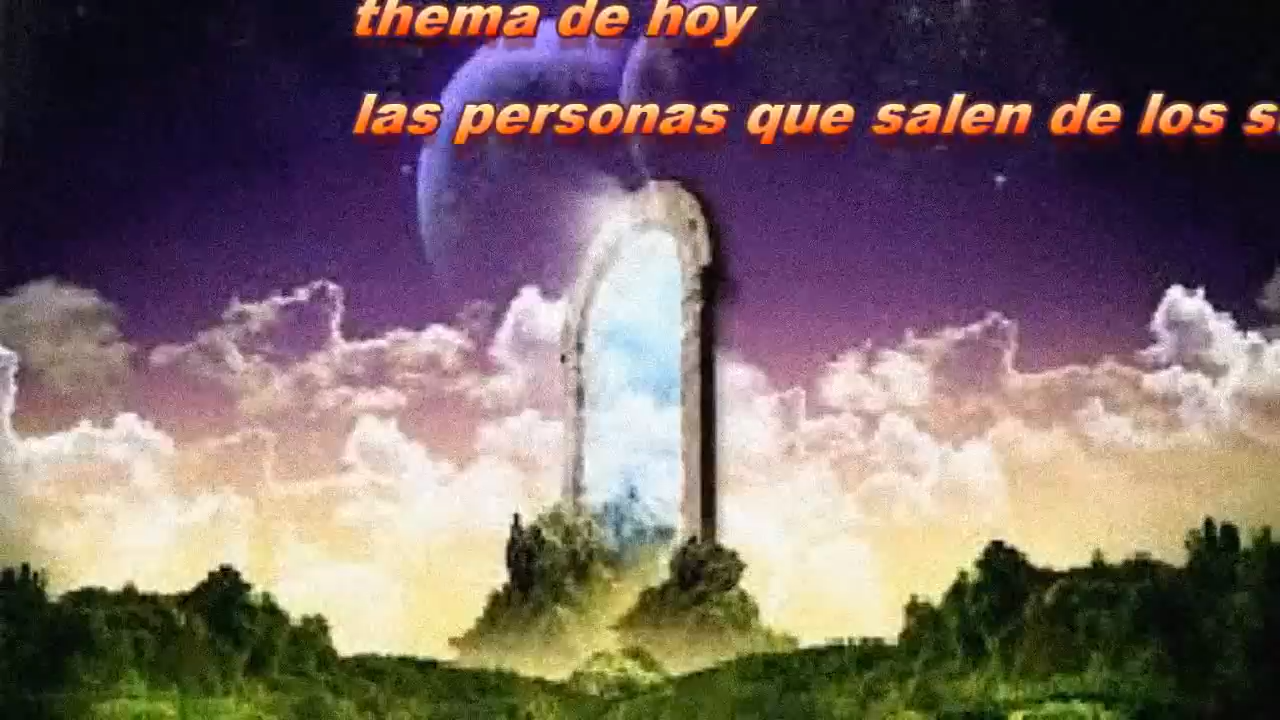 thema de hoy
las personas que salen de los